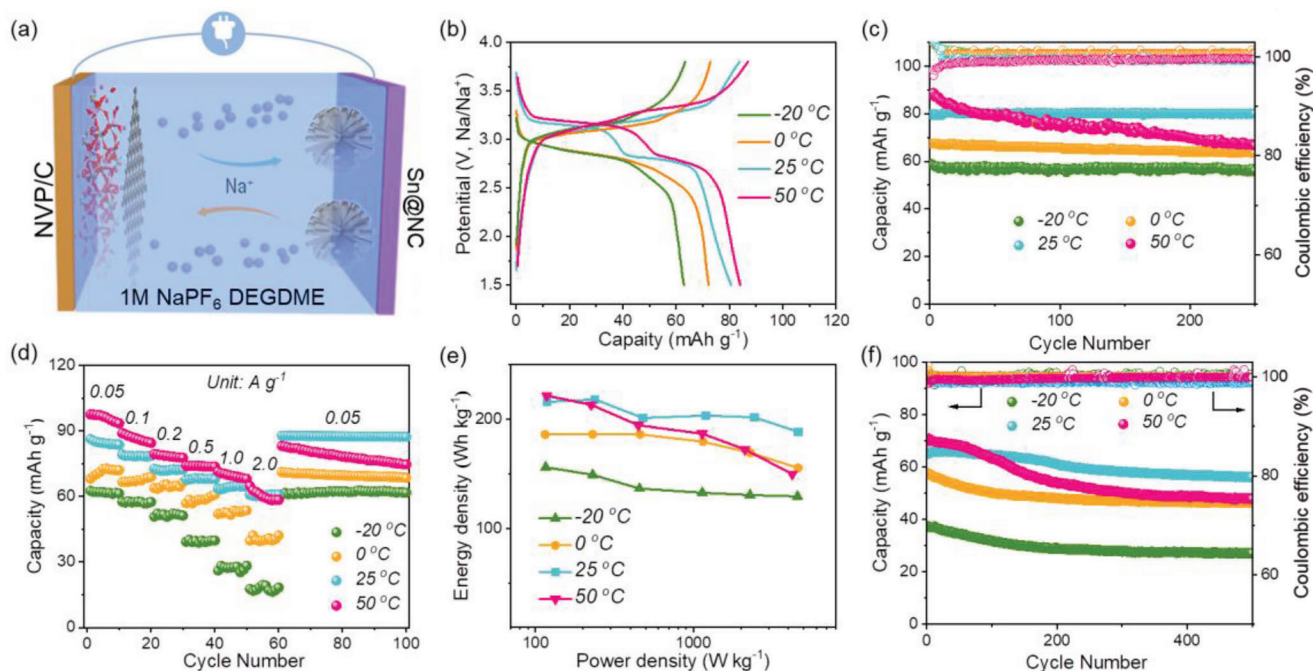 (a)
NVP/C
Na⁺
Sn@NC
1M NaPF₆ DEGDME
(b)
Potenitial (V, Na/Na⁺)
4.0
3.5
3.0
2.5
2.0
1.5
-20 °C
0 °C
25 °C
50 °C
0 20 40 60 80 100 120
Capaity (mAh g⁻¹)
(c)
Capacity (mAh g⁻¹)
100
80
60
40
20
0
-20 °C 0 °C
25 °C 50 °C
100
80
60
Coulombic efficiency (%)
0 100 200
Cycle Number
(d)
Capacity (mAh g⁻¹)
120
90
60
30
0
Unit: A g⁻¹
0.05
0.1
0.2
0.5
1.0
2.0
0.05
-20 °C
0 °C
25 °C
50 °C
0 20 40 60 80 100
Cycle Number
(e)
Energy density (Wh kg⁻¹)
200
100
0
-20 °C
0 °C
25 °C
50 °C
100 1000
Power density (W kg⁻¹)
(f)
Capacity (mAh g⁻¹)
100
80
60
40
20
0
-20 °C 0 °C
25 °C 50 °C
100
80
60
Coulombic efficiency (%)
0 200 400
Cycle Number